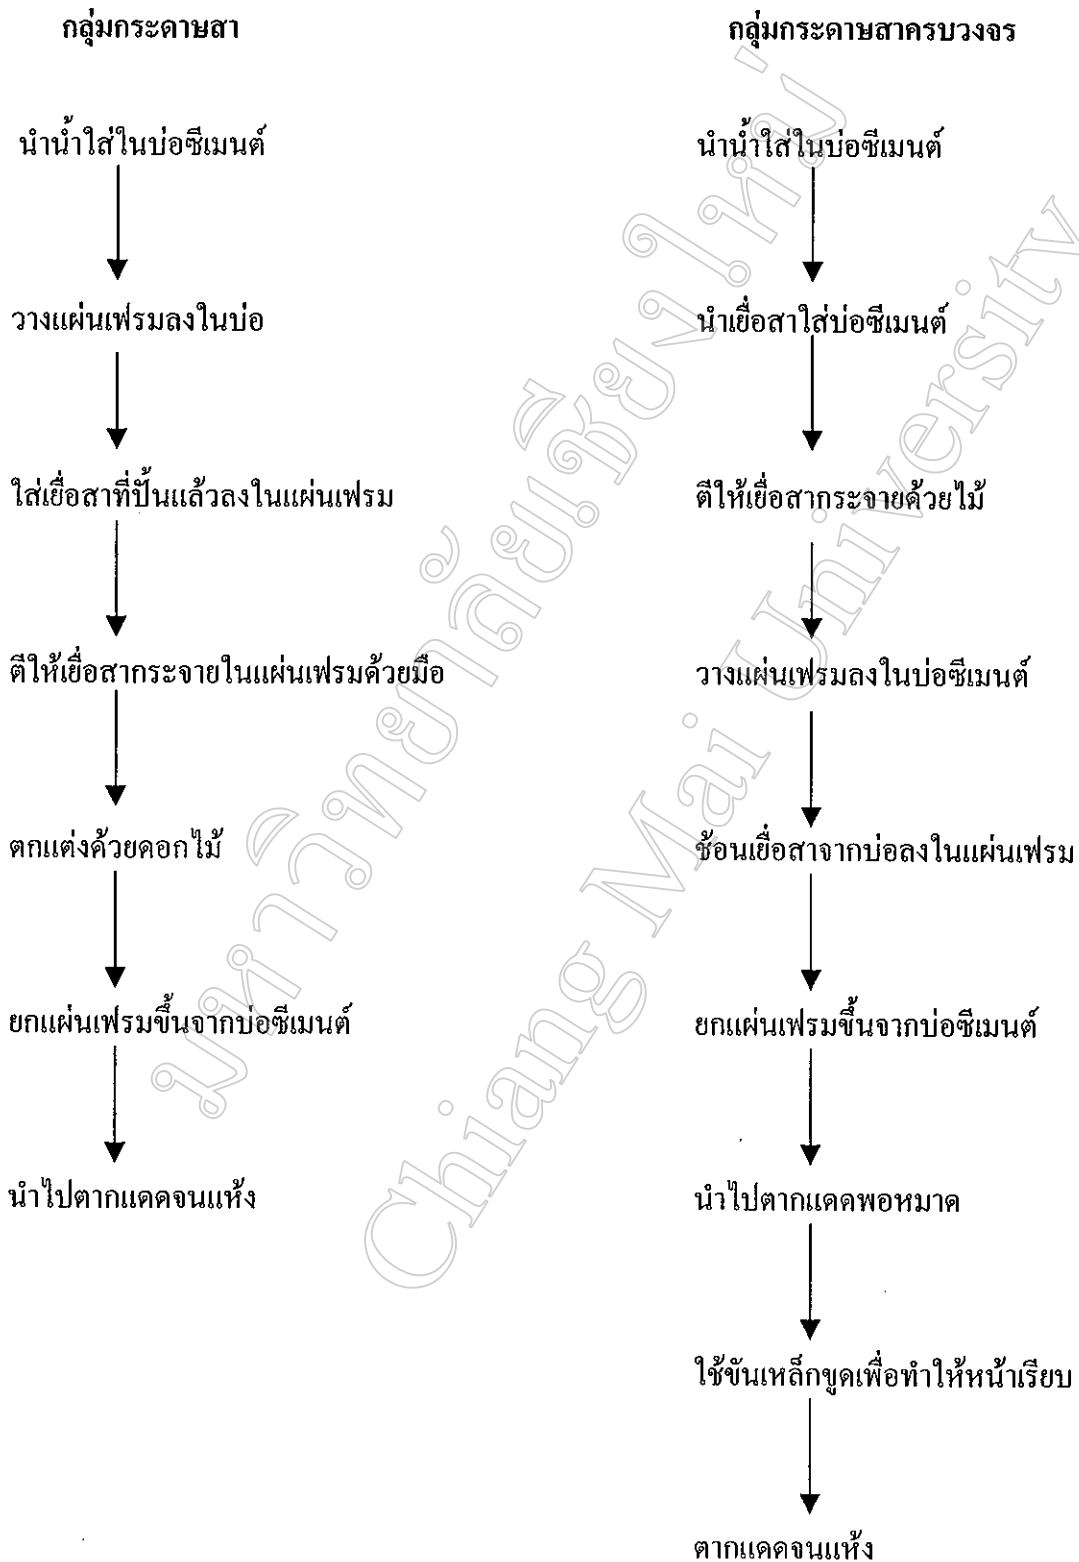 กลุ่มกระดาษสา
นำน้ำใส่ในบ่อซีเมนต์
วางแผ่นเฟรมลงในบ่อ
ใส่เยื่อสาที่ปั้นแล้วลงในแผ่นเฟรม
ตีให้เยื่อสากระจายในแผ่นเฟรมด้วยมือ
ตกแต่งด้วยดอกไม้
ยกแผ่นเฟรมขึ้นจากบ่อซีเมนต์
นำไปตากแดดจนแห้ง
กลุ่มกระดาษสาครบวงจร
นำน้ำใส่ในบ่อซีเมนต์
นำเยื่อสาใส่บ่อซีเมนต์
ตีให้เยื่อสากระจายด้วยไม้
วางแผ่นเฟรมลงในบ่อซีเมนต์
ช้อนเยื่อสาจากบ่อลงในแผ่นเฟรม
ยกแผ่นเฟรมขึ้นจากบ่อซีเมนต์
นำไปตากแดดพอหมาด
ใช้ขันเหล็กขูดเพื่อทำให้หน้าเรียบ
ตากแดดจนแห้ง
มหาวิทยาลัยเชียงใหม่
Chiang Mai University